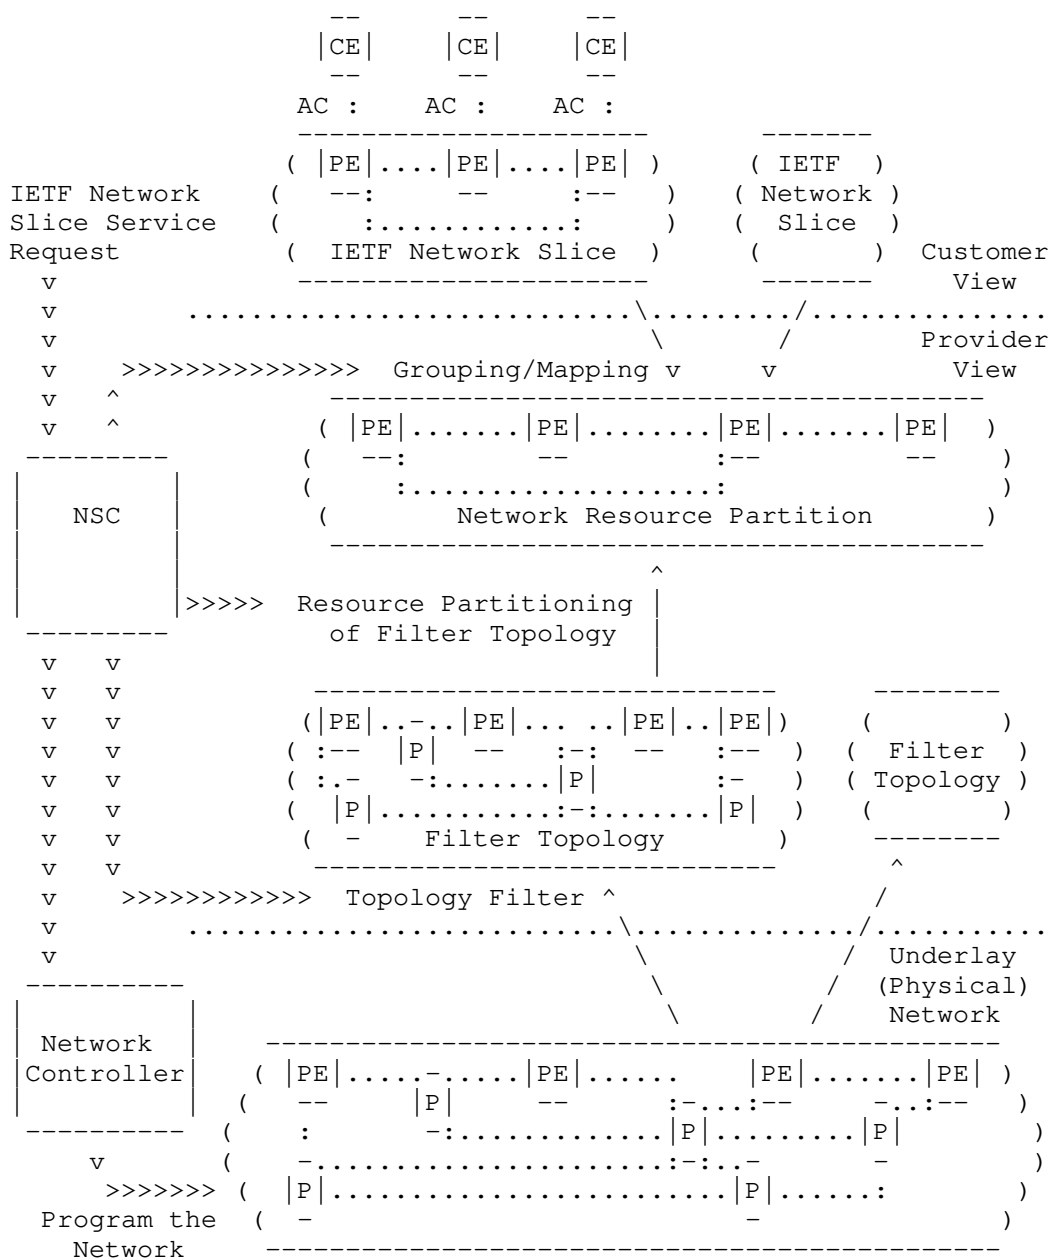 -- -- --
|CE| |CE| |CE|
-- -- --
AC : AC : AC :
---------------------- -------
( |PE|....|PE|....|PE| ) ( IETF )
IETF Network ( --: -- :-- ) ( Network )
Slice Service ( :.............: ) ( Slice )
Request ( IETF Network Slice ) ( ) Customer
v ---------------------- ------- View
v ............................\........./...............
v \ / Provider
v >>>>>>>>>>>>>>> Grouping/Mapping v v View
v ^ -----------------------------------------
v ^ ( |PE|.......|PE|........|PE|.......|PE| )
--------- ( --: -- :-- -- )
| | ( :....................: )
| NSC | ( Network Resource Partition )
| | -----------------------------------------
| | ^
| |>>>>> Resource Partitioning |
--------- of Filter Topology |
v v |
v v ----------------------------- --------
v v (|PE|..-..|PE|... ..|PE|..|PE|) ( )
v v ( :-- |P| -- :-: -- :-- ) ( Filter )
v v ( :.- -:.......|P| :- ) ( Topology )
v v ( |P|...........:-:.......|P| ) ( )
v v ( - Filter Topology ) --------
v v ----------------------------- ^
v >>>>>>>>>>>> Topology Filter ^ /
v ...........................\............../...........
v \ / Underlay
---------- \ / (Physical)
| | \ / Network
| Network | ----------------------------------------------
|Controller| ( |PE|.....-.....|PE|...... |PE|.......|PE| )
| | ( -- |P| -- :-...:-- -..:-- )
---------- ( : -:.............|P|.........|P| )
v ( -......................:-:..- - )
>>>>>>> ( |P|.........................|P|......: )
Program the ( - - )
Network ----------------------------------------------